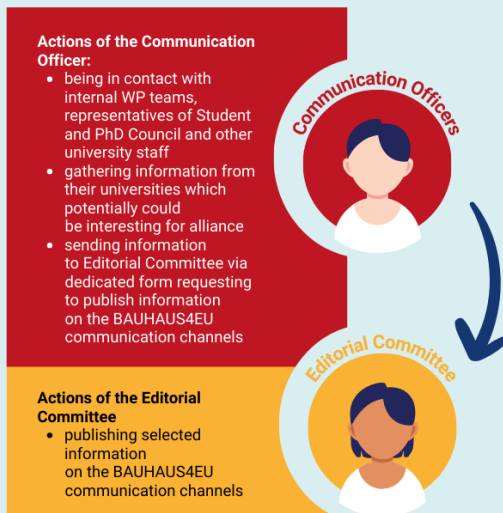 Actions of the Communication
Officer:
• being in contact with
internal WP teams,
representatives of Student
and PhD Council and other
university staff
• gathering information from
their universities which
potentially could
be interesting for alliance
• sending information
to Editorial Committee via
dedicated form requesting
to publish information
on the BAUHAUS4EU
communication channels
Communication Officers
Actions of the Editorial
Committee
• publishing selected
information
on the BAUHAUS4EU
communication channels
Editorial Committee